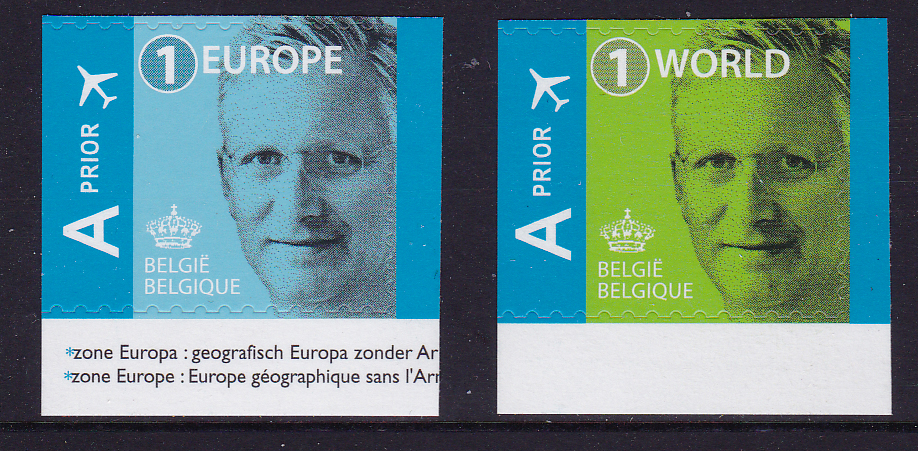 1 EUROPE
A PRIOR
BELGIË
BELGIQUE
*zone Europa : geografisch Europa zonder Ar
*zone Europe : Europe géographique sans l'Arr
1 WORLD
A PRIOR
BELGIË
BELGIQUE